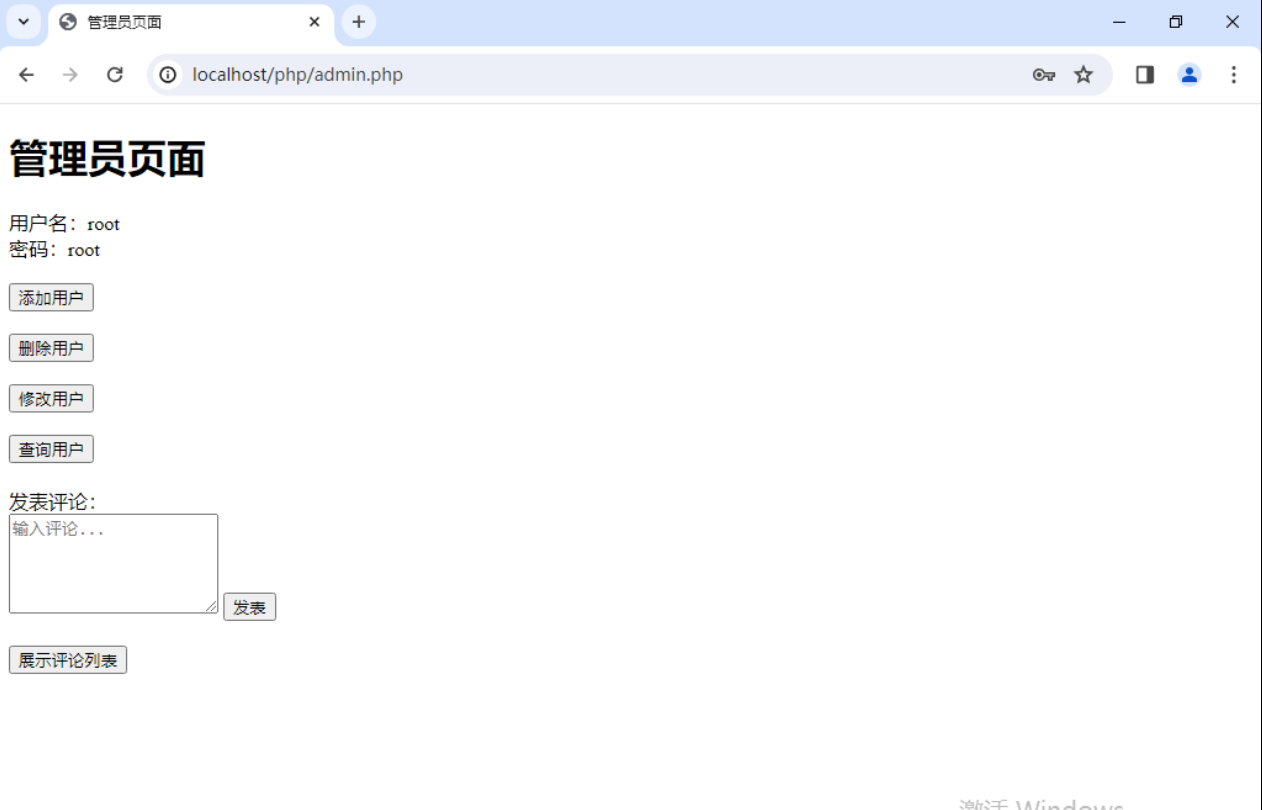 管理员页面
localhost/php/admin.php
管理员页面
用户名：root
密码：root
添加用户
删除用户
修改用户
查询用户
发表评论：
输入评论...
发表
展示评论列表
激活 Windows